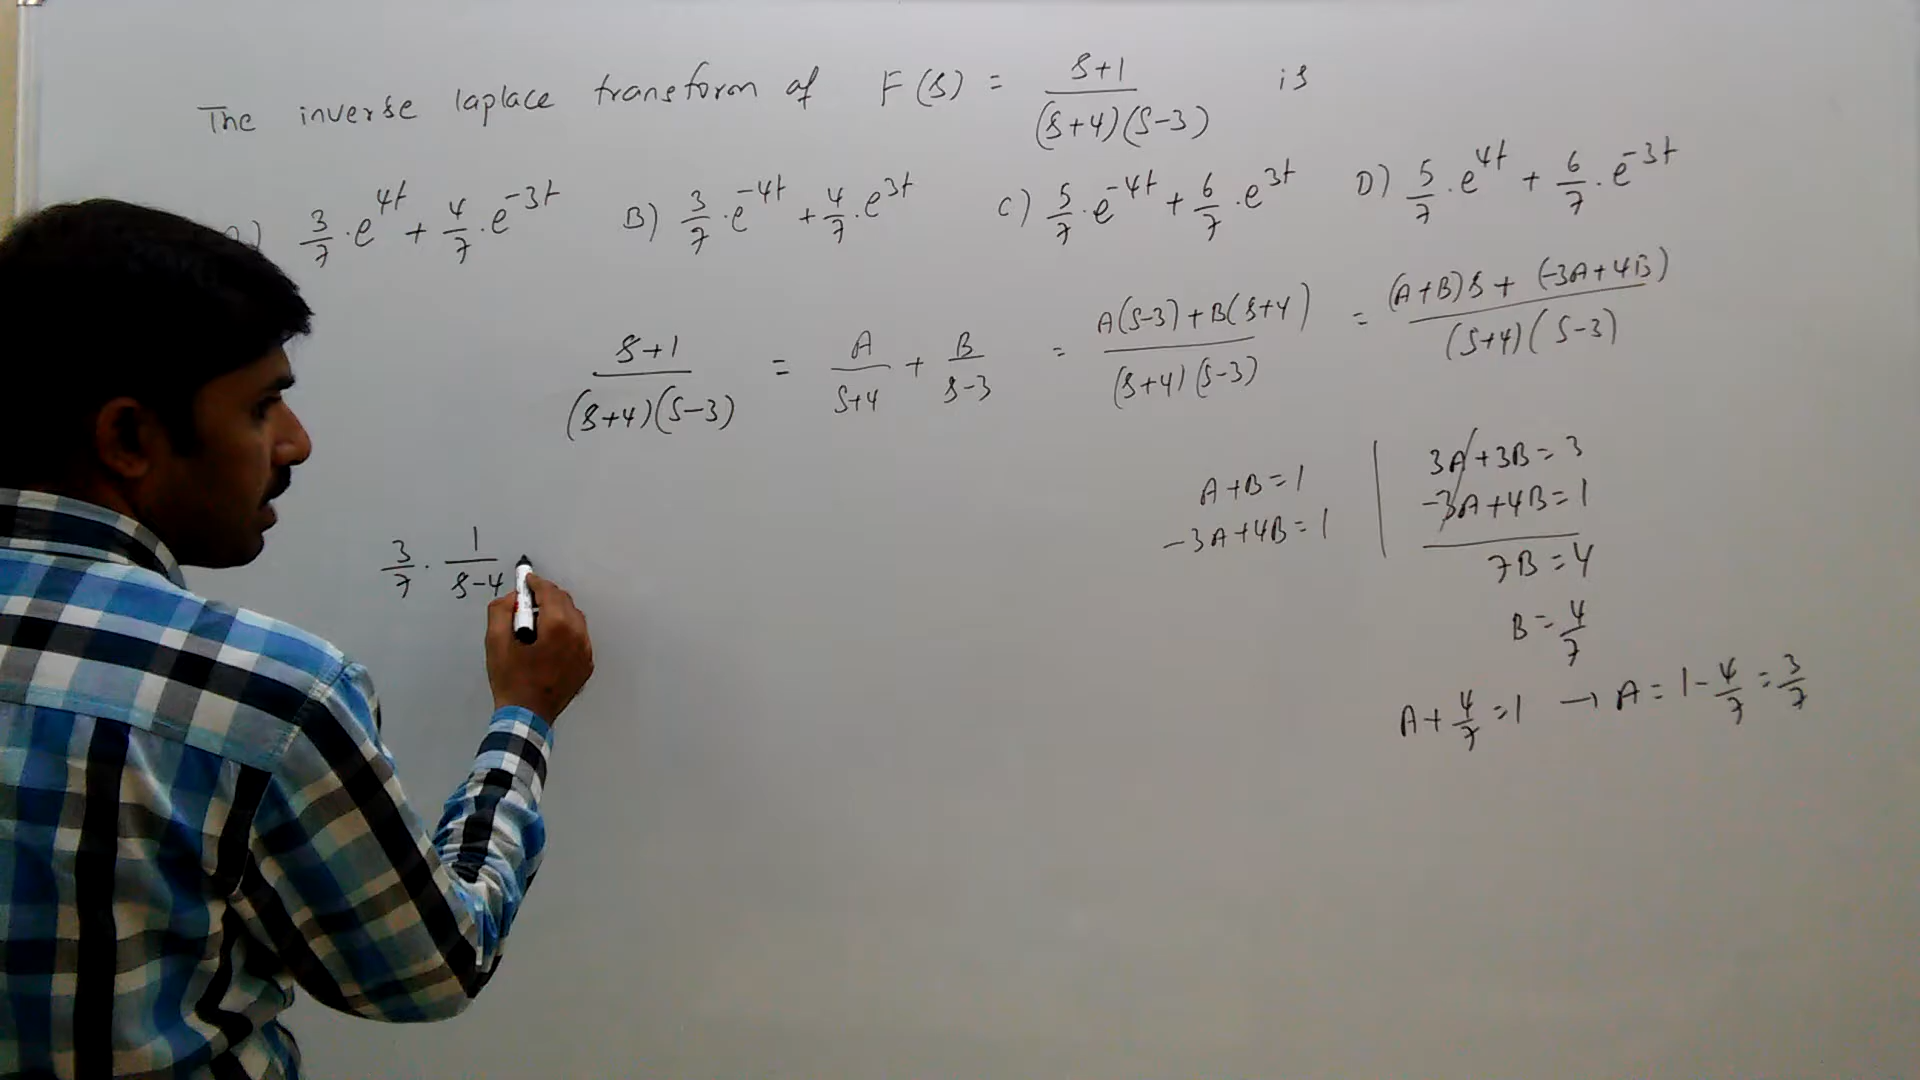 The inverse laplace transform of F(s) = (s+1)/((s+4)(s-3)) is
A) 3/7 · e^{4t} + 4/7 · e^{-3t} B) 3/7 · e^{-4t} + 4/7 · e^{3t} C) 5/7 · e^{-4t} + 6/7 · e^{3t} D) 5/7 · e^{4t} + 6/7 · e^{-3t}
(s+1)/((s+4)(s-3)) = A/(s+4) + B/(s-3) = (A(s-3) + B(s+4))/((s+4)(s-3)) = ((A+B)s + (-3A+4B))/((s+4)(s-3))
A+B=1
-3A+4B=1
3A+3B=3
-3A+4B=1
7B=4
B=4/7
A+4/7=1 → A=1-4/7=3/7
3/7 · 1/(s-4)